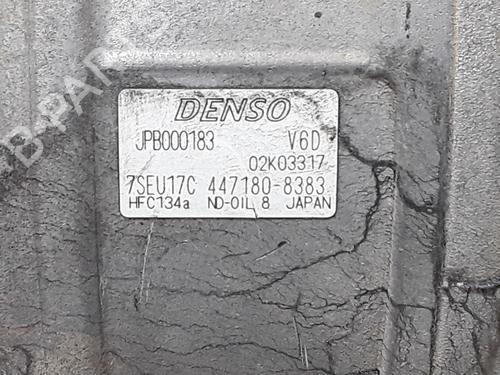 DENSO
JPB000183 V6D
02K03317
7SEU17C 447180-8383
HFC134a ND-OIL 8 JAPAN